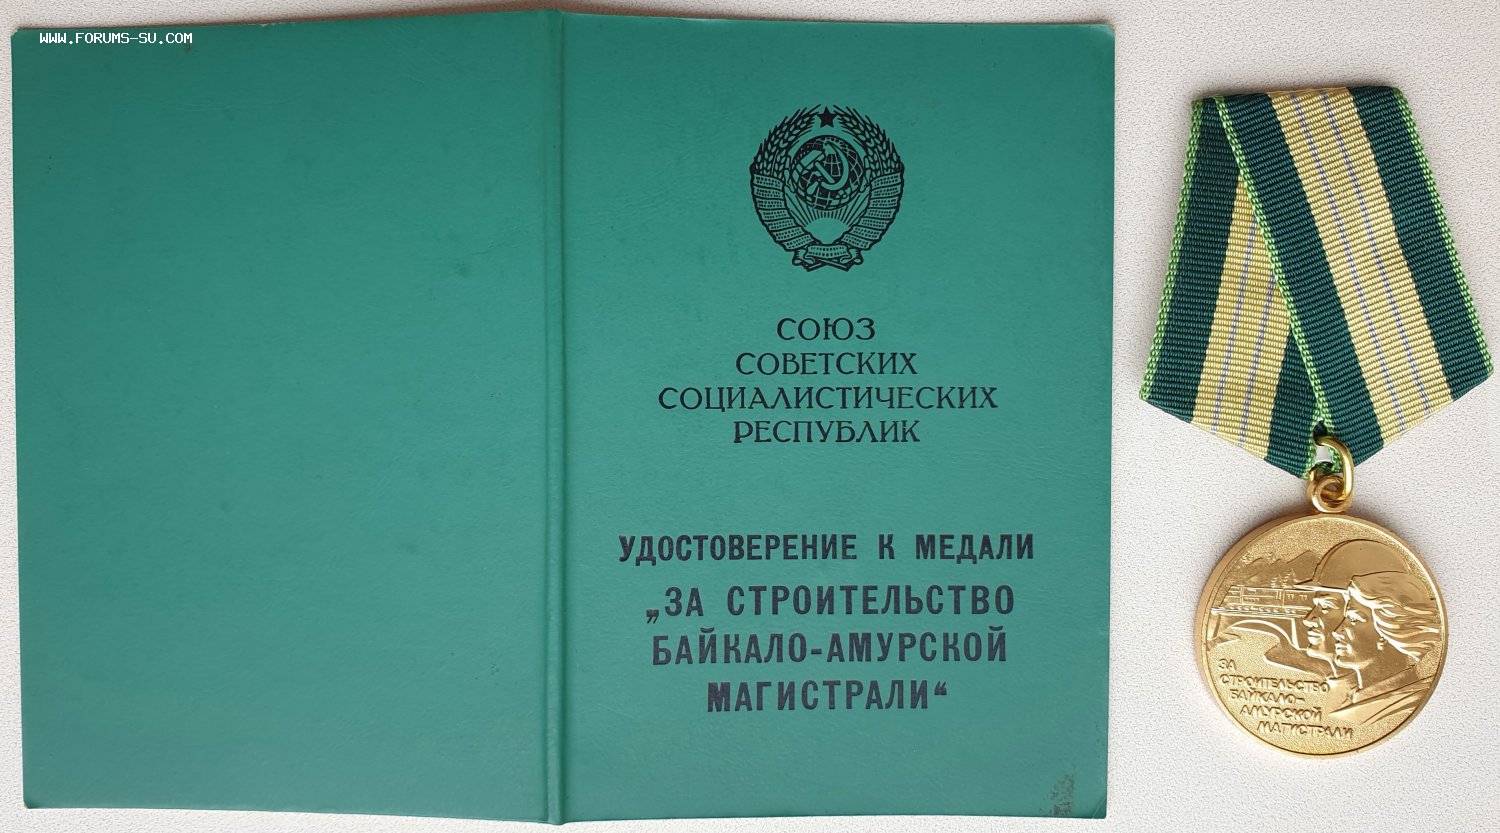 WWW.FORUMS-SU.COM
СОЮЗ
СОВЕТСКИХ
СОЦИАЛИСТИЧЕСКИХ
РЕСПУБЛИК
УДОСТОВЕРЕНИЕ К МЕДАЛИ
„ЗА СТРОИТЕЛЬСТВО
БАЙКАЛО-АМУРСКОЙ
МАГИСТРАЛИ“
ЗА
СТРОИТЕЛЬСТВО
БАЙКАЛО-
АМУРСКОЙ
МАГИСТРАЛИ